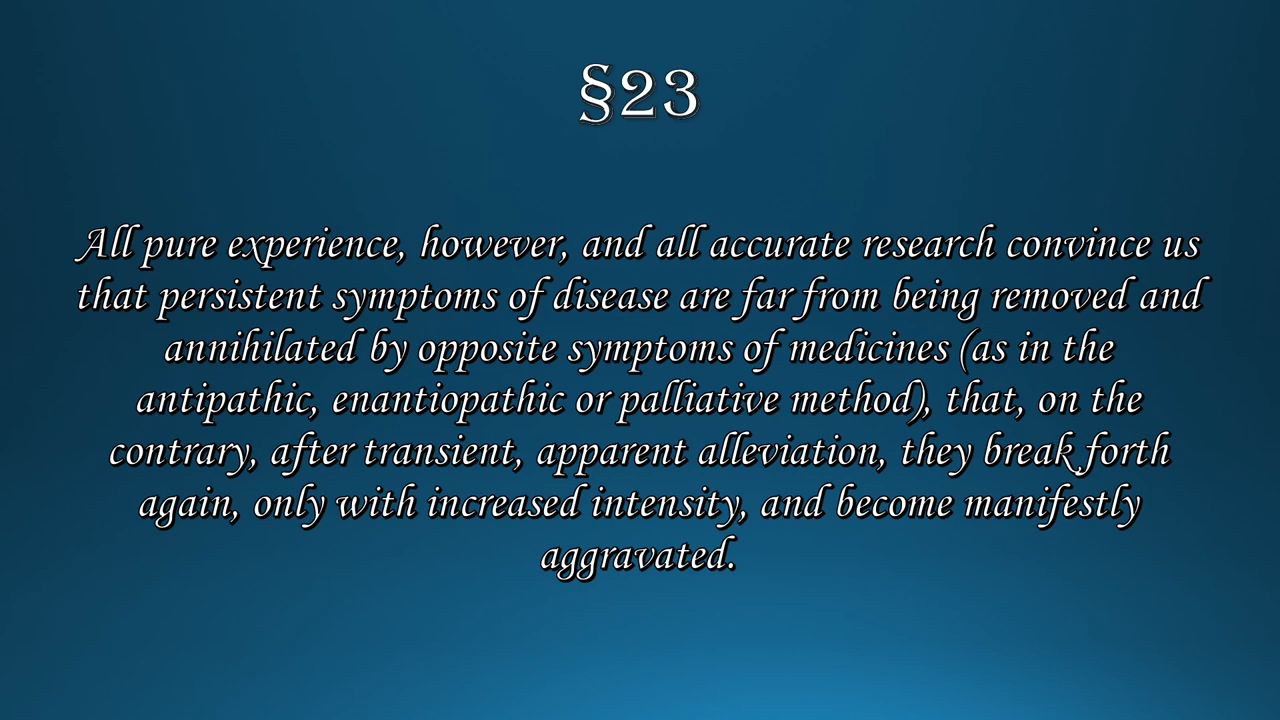 §23
All pure experience, however, and all accurate research convince us
that persistent symptoms of disease are far from being removed and
annihilated by opposite symptoms of medicines (as in the
antipathic, enantiopathic or palliative method), that, on the
contrary, after transient, apparent alleviation, they break forth
again, only with increased intensity, and become manifestly
aggravated.